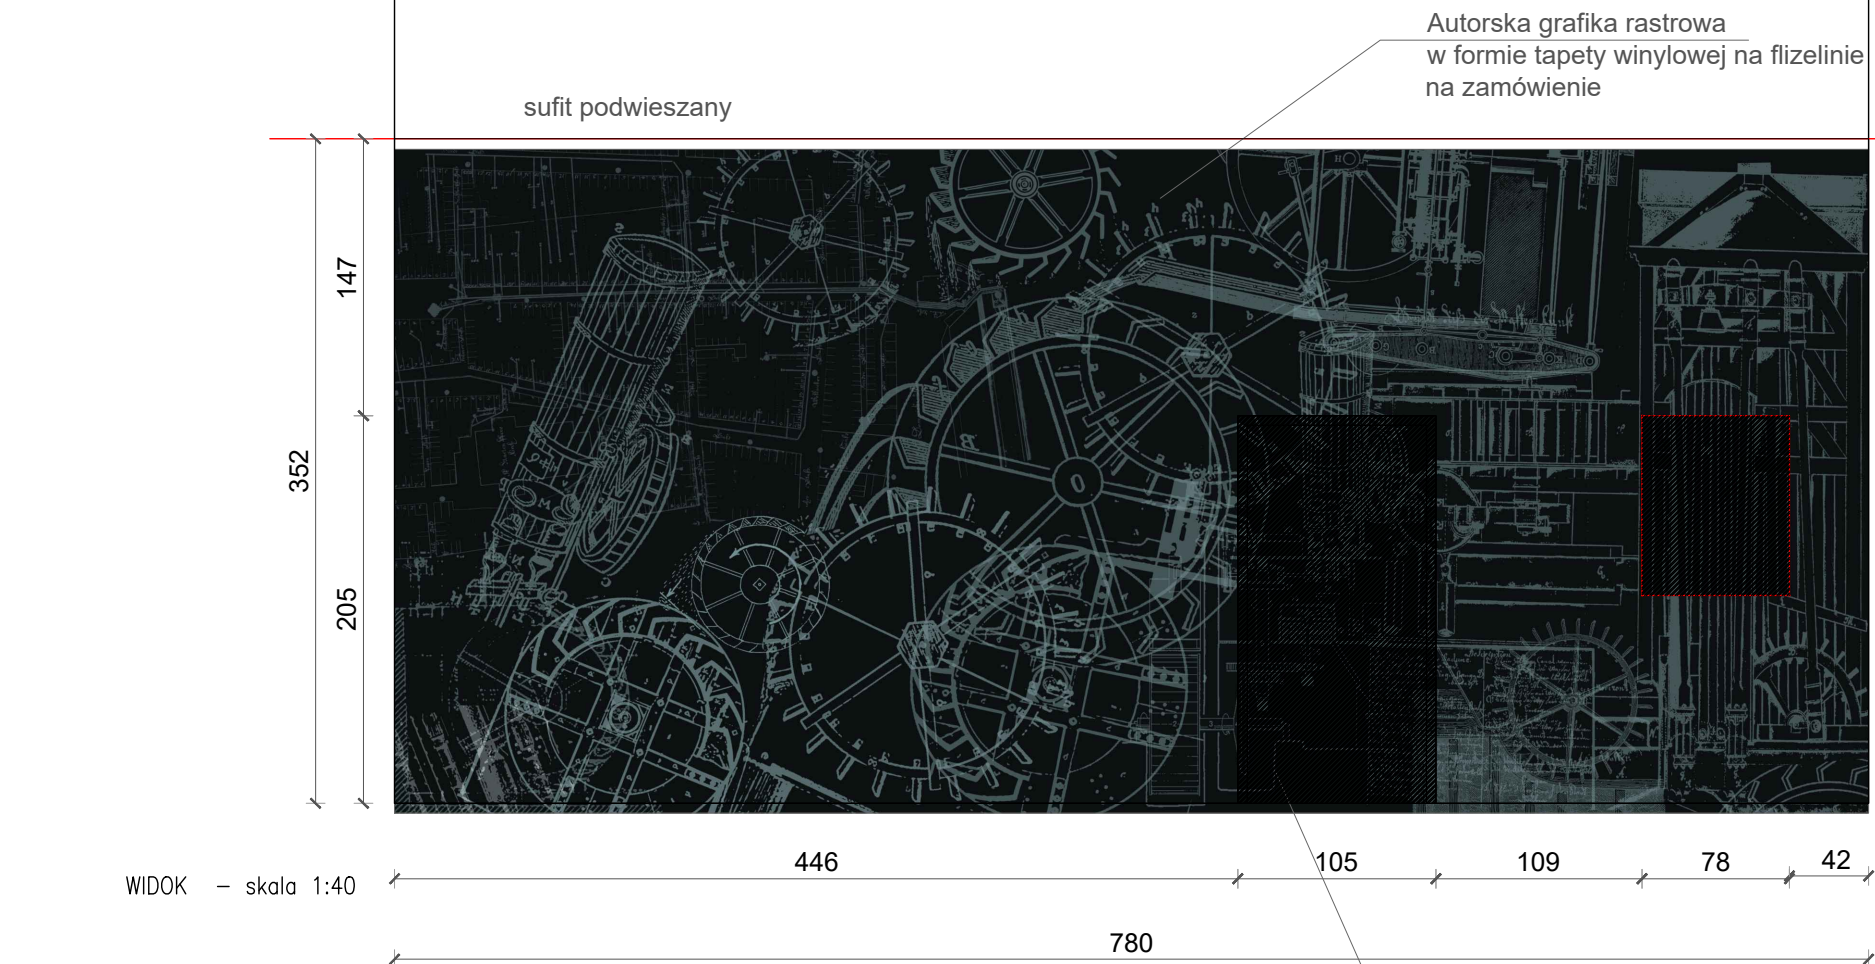 Autorska grafika rastrowa
w formie tapety winylowej na flizelinie
na zamówienie
sufit podwieszany
147
352
205
446
105
109
78
42
WIDOK - skala 1:40
780